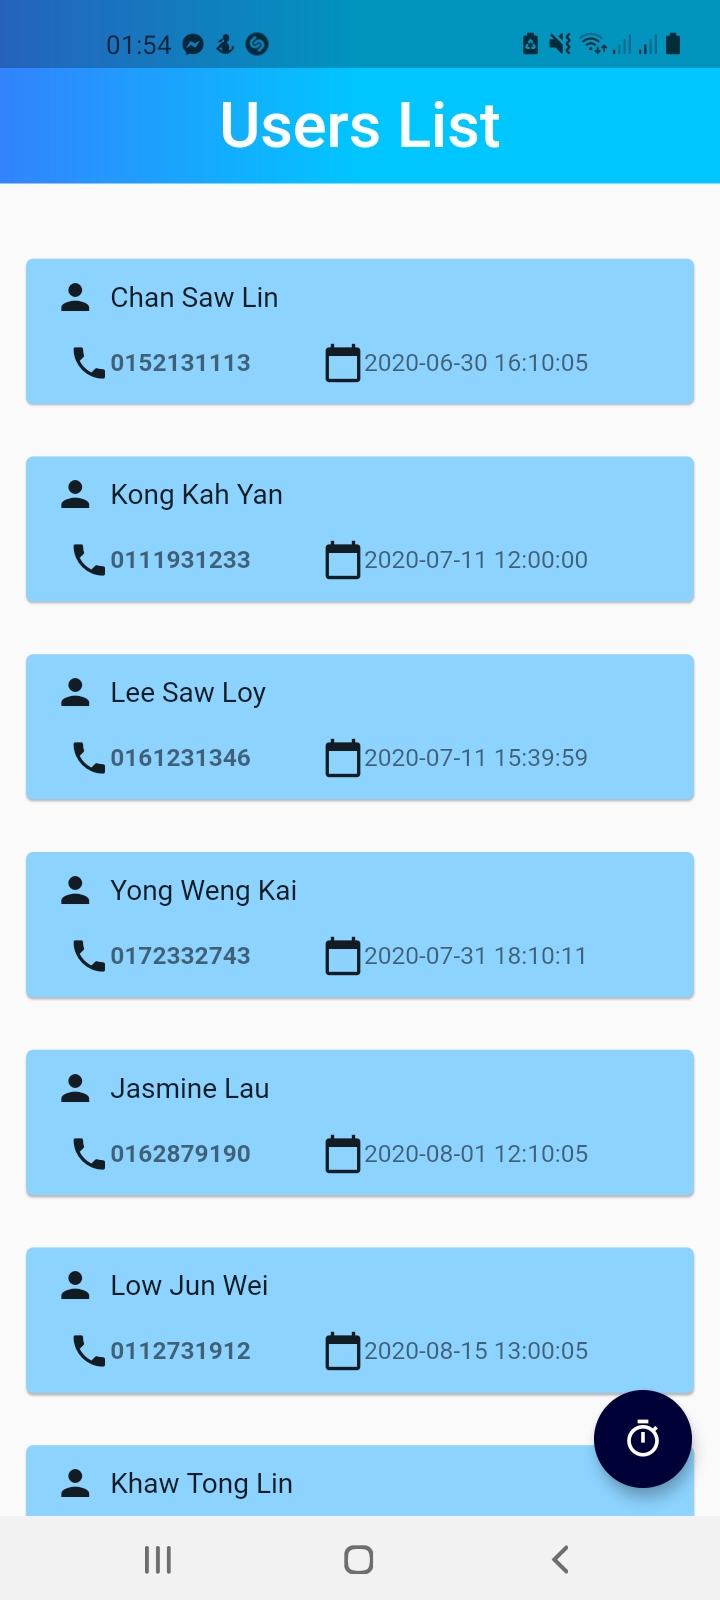 01:54
Users List
Chan Saw Lin
0152131113 2020-06-30 16:10:05
Kong Kah Yan
0111931233 2020-07-11 12:00:00
Lee Saw Loy
0161231346 2020-07-11 15:39:59
Yong Weng Kai
0172332743 2020-07-31 18:10:11
Jasmine Lau
0162879190 2020-08-01 12:10:05
Low Jun Wei
0112731912 2020-08-15 13:00:05
Khaw Tong Lin